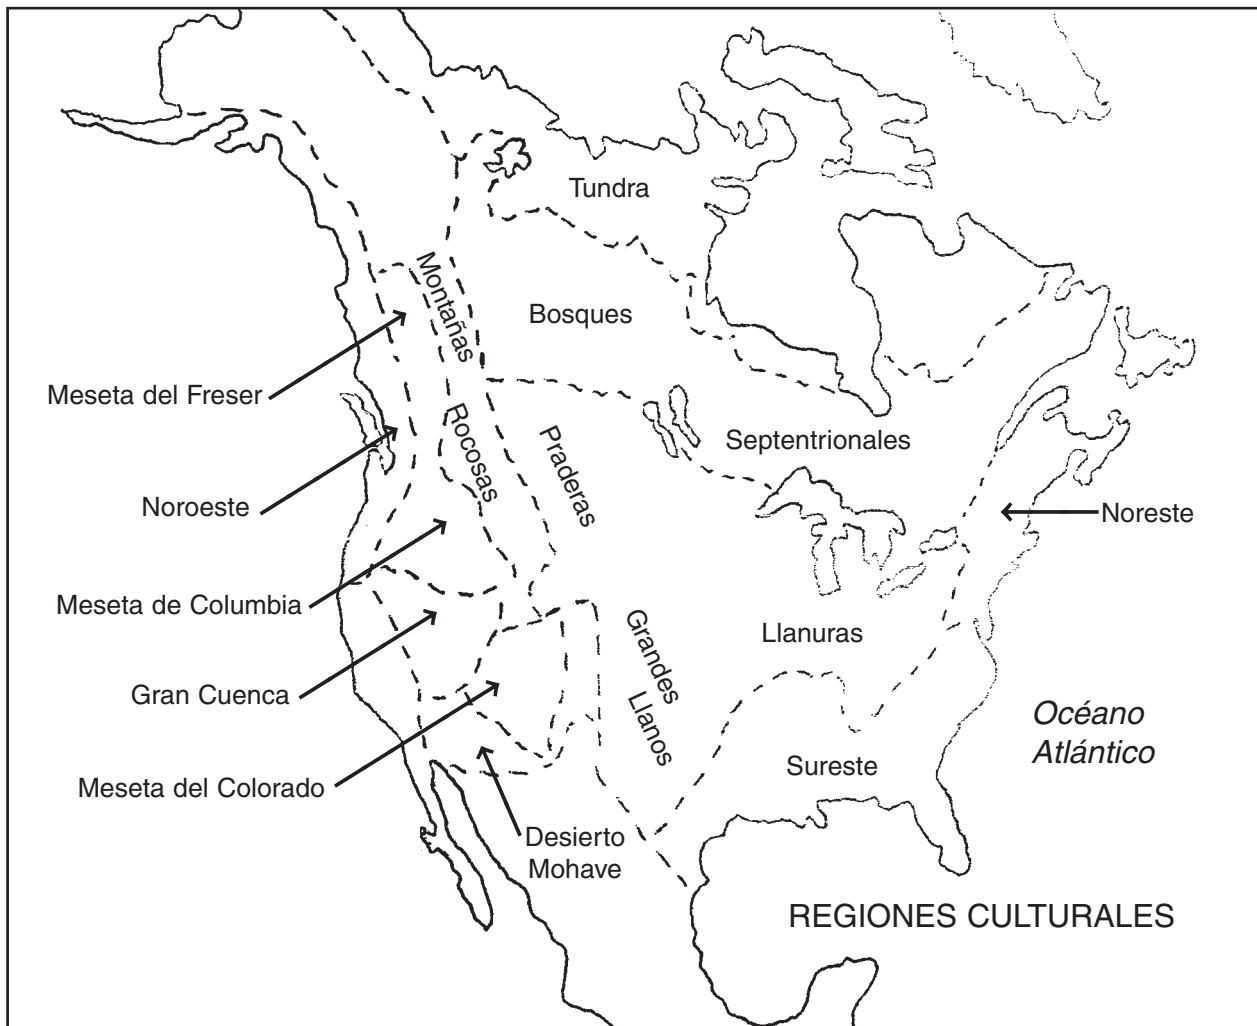 Tundra
Montañas
Bosques
Meseta del Freser
Rocosas
Praderas
Septentrionales
Noroeste
Noreste
Meseta de Columbia
Grandes
Llanos
Llanuras
Gran Cuenca
Océano
Atlántico
Meseta del Colorado
Sureste
Desierto
Mohave
REGIONES CULTURALES